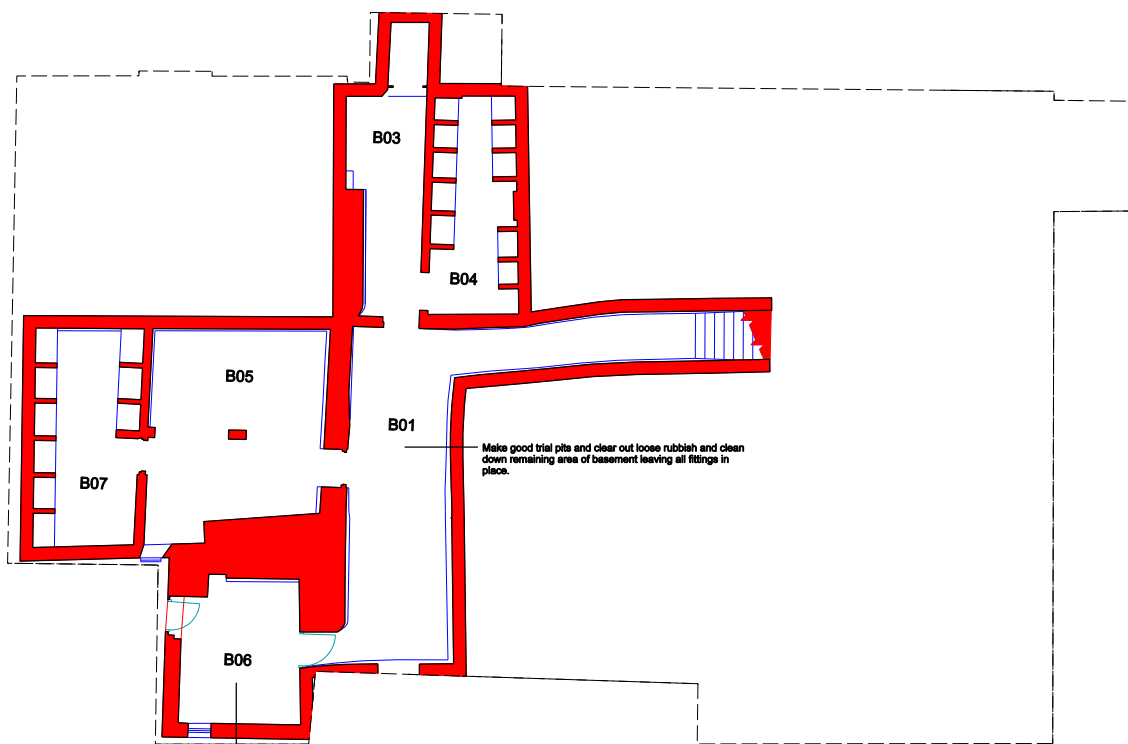 B03
B04
B05
B01
Make good trial pits and clear out loose rubbish and clean
down remaining area of basement leaving all fittings in
place.
B07
B06